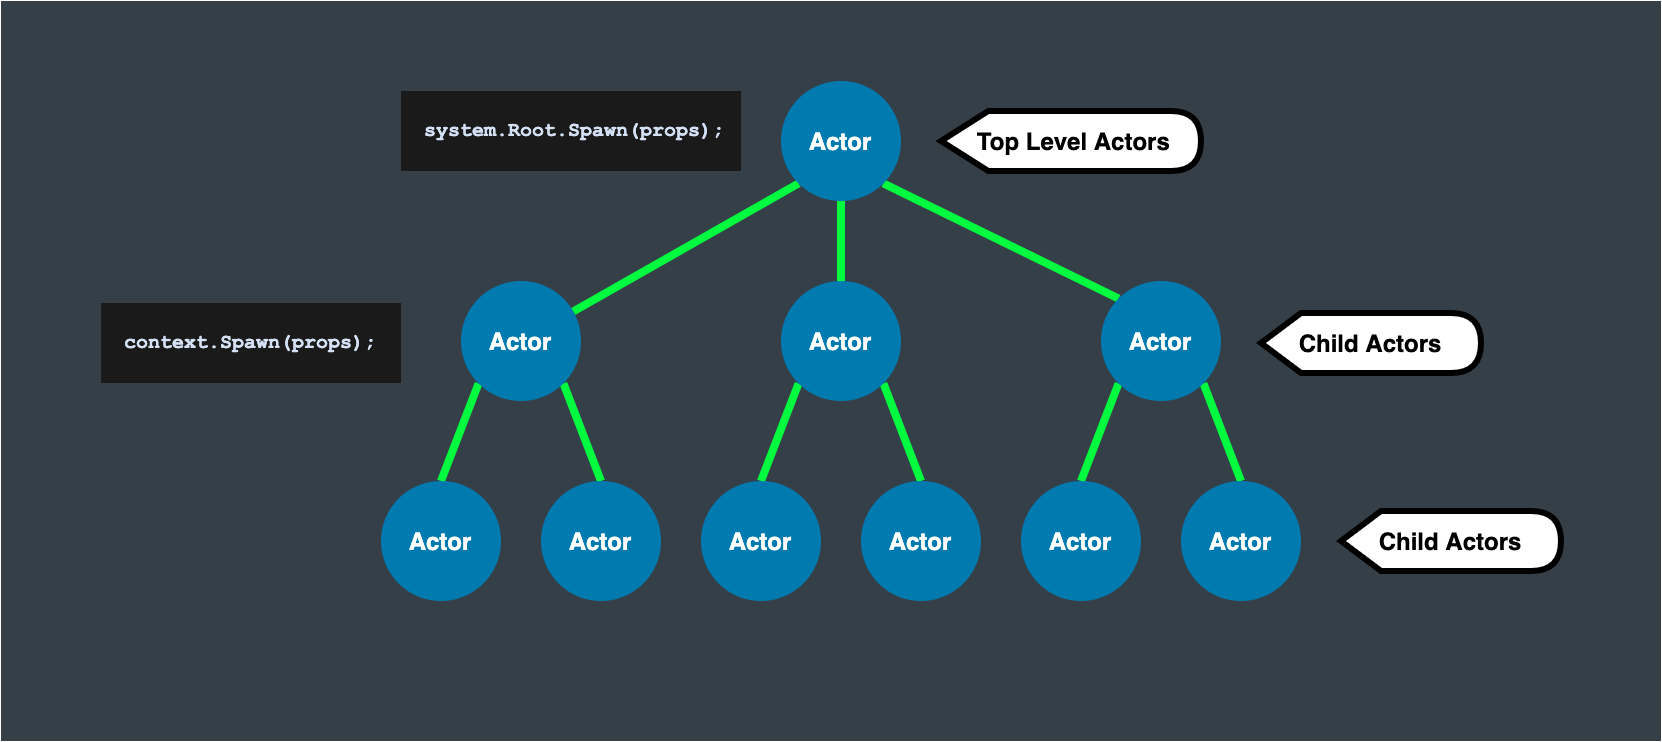 system.Root.Spawn(props);
Actor
Top Level Actors
context.Spawn(props);
Actor
Actor
Actor
Child Actors
Actor
Actor
Actor
Actor
Actor
Actor
Child Actors